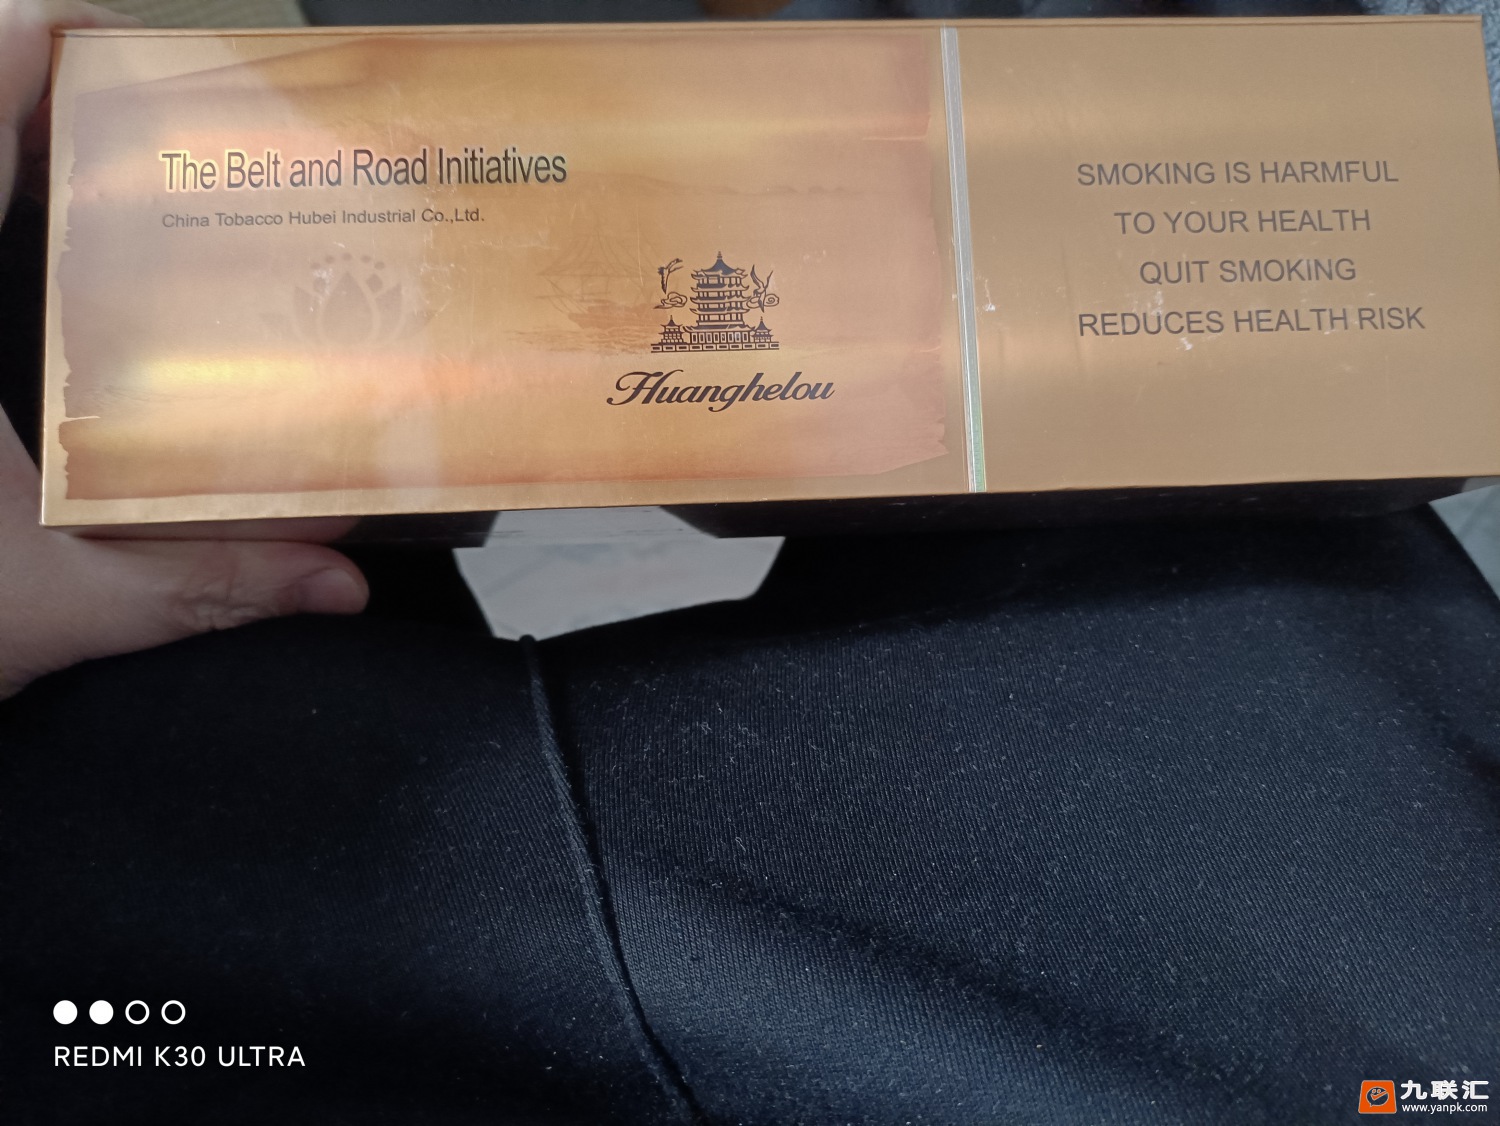 The Belt and Road Initiatives
China Tobacco Hubei Industrial Co.,Ltd.
Huanghelou
SMOKING IS HARMFUL
TO YOUR HEALTH
QUIT SMOKING
REDUCES HEALTH RISK
REDMI K30 ULTRA
九联汇
www.yanpk.com